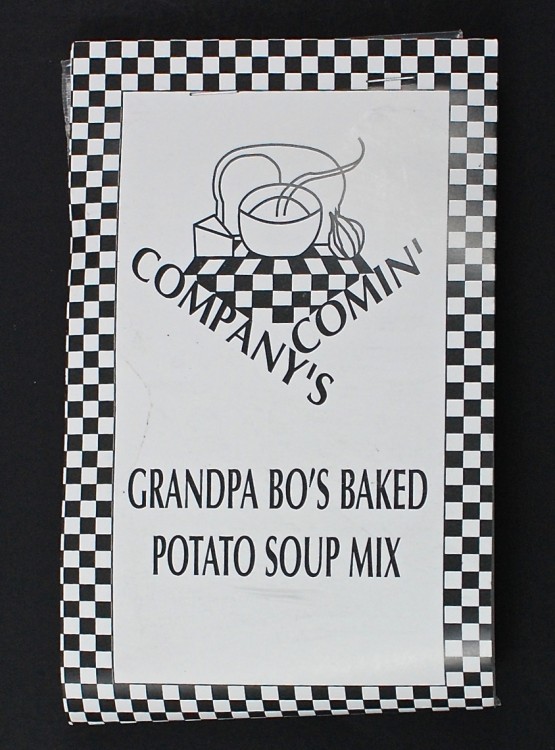 COMPANY'S
COMIN'
GRANDPA BO'S BAKED
POTATO SOUP MIX